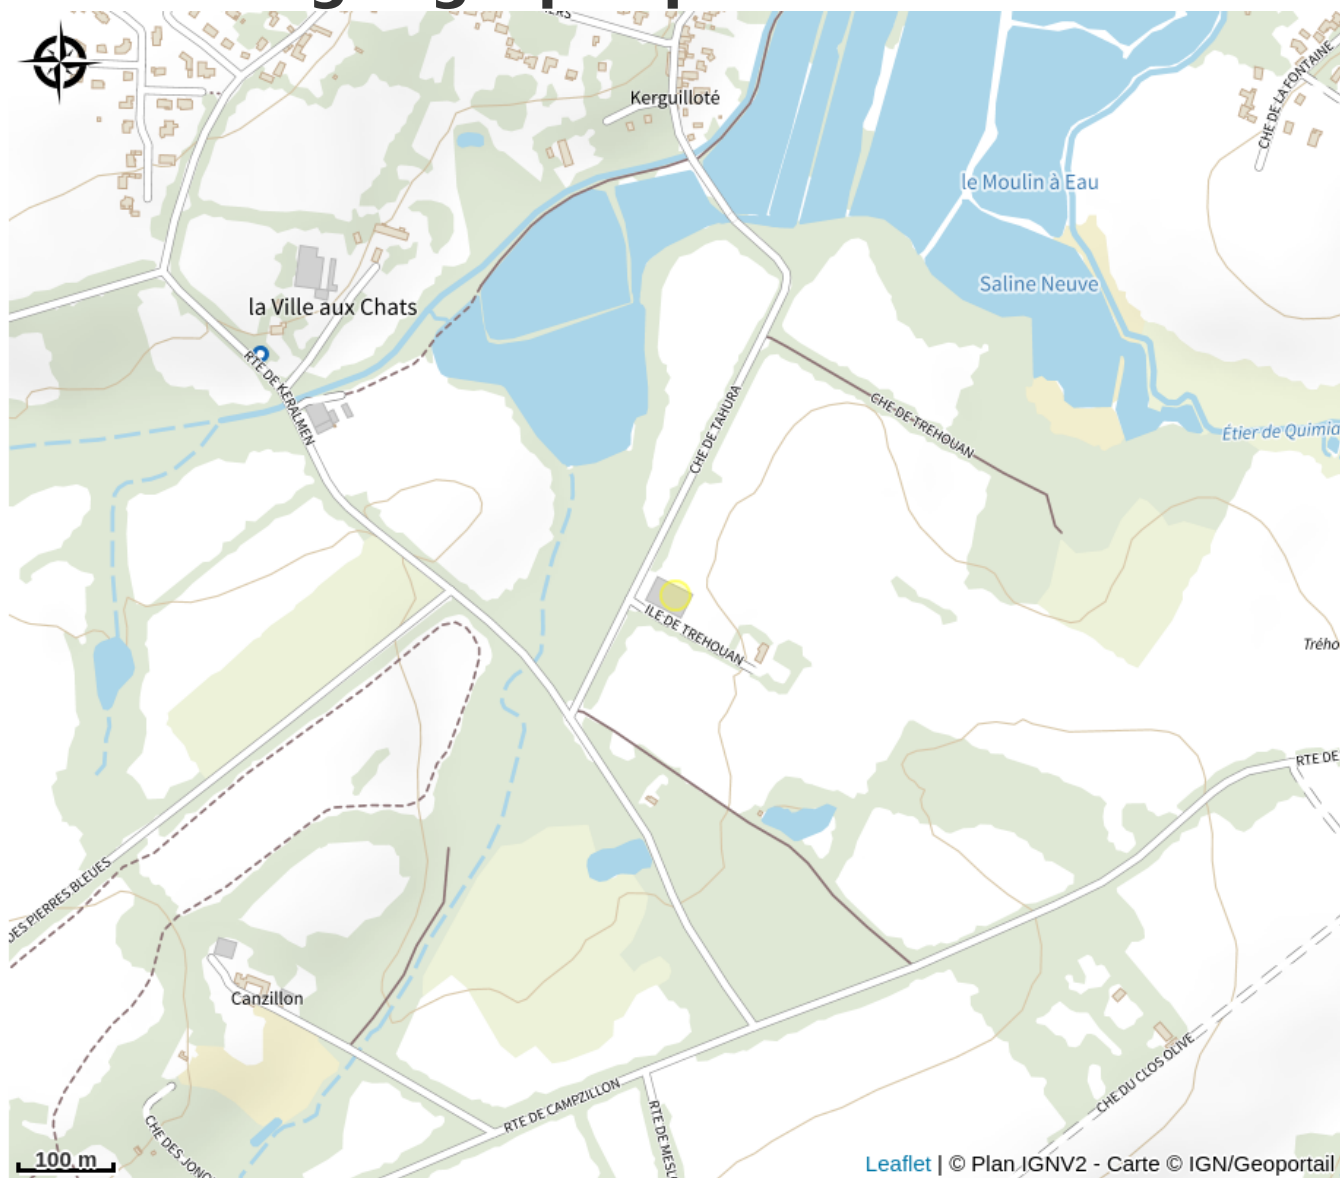 Kerguilloté
CHE DE LA FONTAINE
le Moulin à Eau
Saline Neuve
la Ville aux Chats
RTE DE KERALMEN
CHE DE TAHURA
CHE DE TREHOUAN
Étier de Quimia
ILE DE TREHOUAN
Trého
RTE DE
DES PIERRES BLEUES
Canzillon
CHE DU CLOS OLIVE
RTE DE CAMPZILLON
RTE DE MESL
CHE DES JONC
100 m
Leaflet | © Plan IGNV2 - Carte © IGN/Geoportail